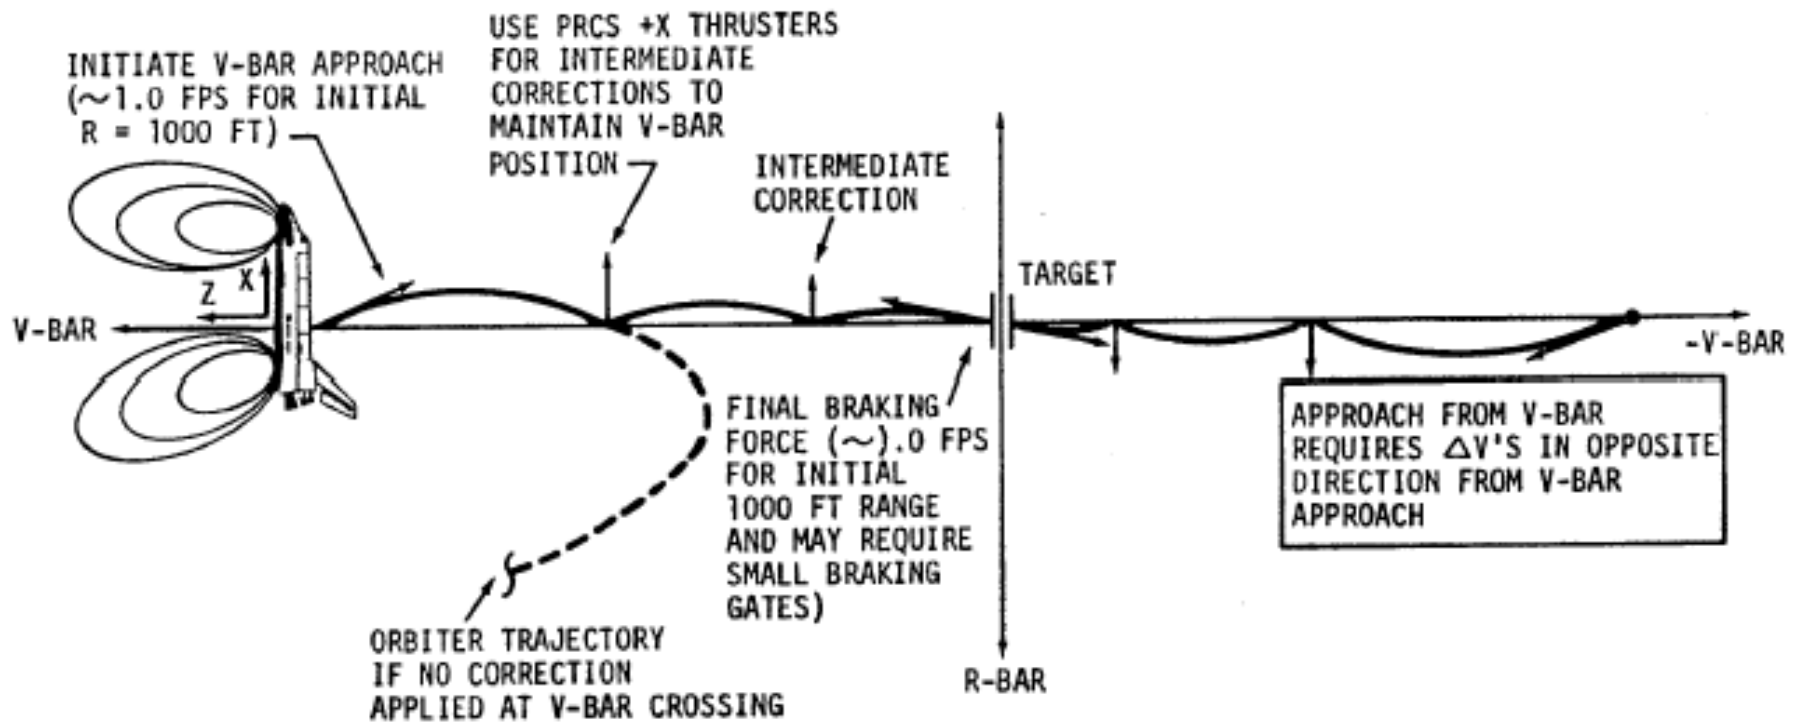 INITIATE V-BAR APPROACH
(~1.0 FPS FOR INITIAL
R = 1000 FT)
USE PRCS +X THRUSTERS
FOR INTERMEDIATE
CORRECTIONS TO
MAINTAIN V-BAR
POSITION
INTERMEDIATE
CORRECTION
TARGET
X
Z
V-BAR
-V-BAR
FINAL BRAKING
FORCE (~).0 FPS
FOR INITIAL
1000 FT RANGE
AND MAY REQUIRE
SMALL BRAKING
GATES)
APPROACH FROM V-BAR
REQUIRES △V'S IN OPPOSITE
DIRECTION FROM V-BAR
APPROACH
ORBITER TRAJECTORY
IF NO CORRECTION
APPLIED AT V-BAR CROSSING
R-BAR